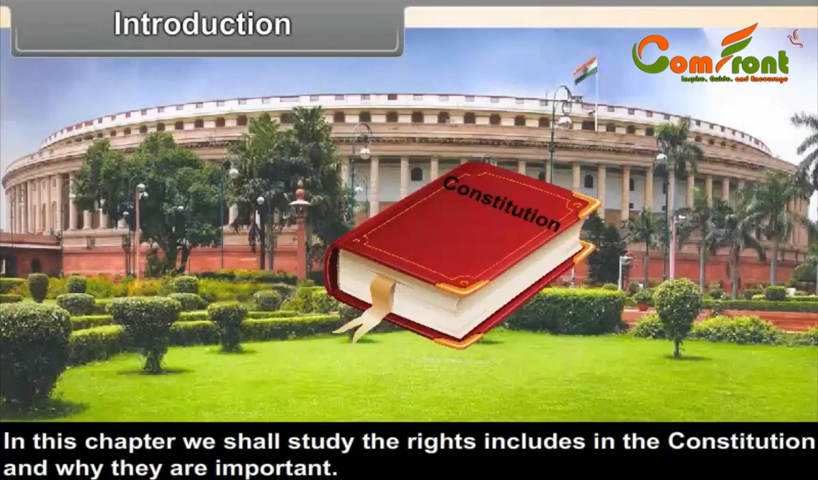 Introduction
Comfront
Inspire. Guide. and Encourage
Constitution
In this chapter we shall study the rights includes in the Constitution
and why they are important.